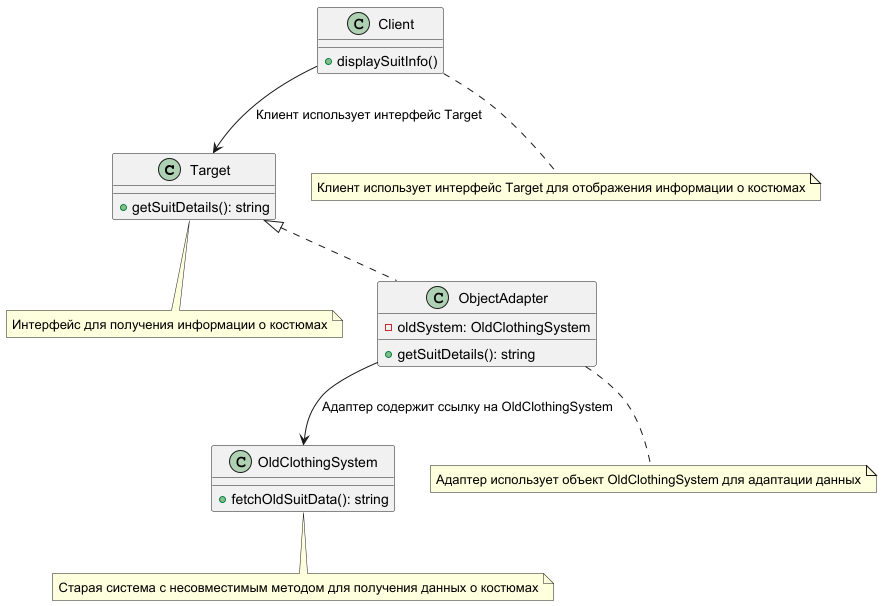 C Client
+ displaySuitInfo()
Клиент использует интерфейс Target
C Target
+ getSuitDetails(): string
Клиент использует интерфейс Target для отображения информации о костюмах
C ObjectAdapter
oldSystem: OldClothingSystem
getSuitDetails(): string
Интерфейс для получения информации о костюмах
Адаптер содержит ссылку на OldClothingSystem
C OldClothingSystem
fetchOldSuitData(): string
Адаптер использует объект OldClothingSystem для адаптации данных
Старая система с несовместимым методом для получения данных о костюмах